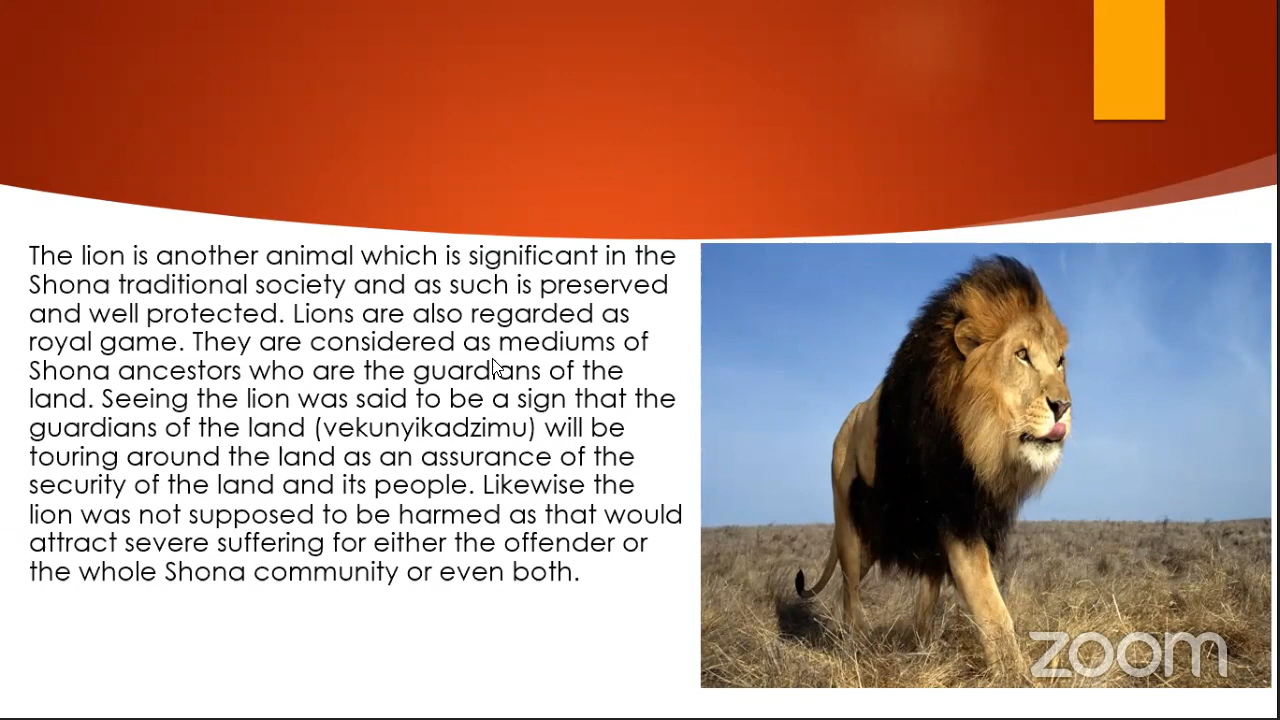 The lion is another animal which is significant in the
Shona traditional society and as such is preserved
and well protected. Lions are also regarded as
royal game. They are considered as mediums of
Shona ancestors who are the guardians of the
land. Seeing the lion was said to be a sign that the
guardians of the land (vekunyikadzimu) will be
touring around the land as an assurance of the
security of the land and its people. Likewise the
lion was not supposed to be harmed as that would
attract severe suffering for either the offender or
the whole Shona community or even both.
zoom